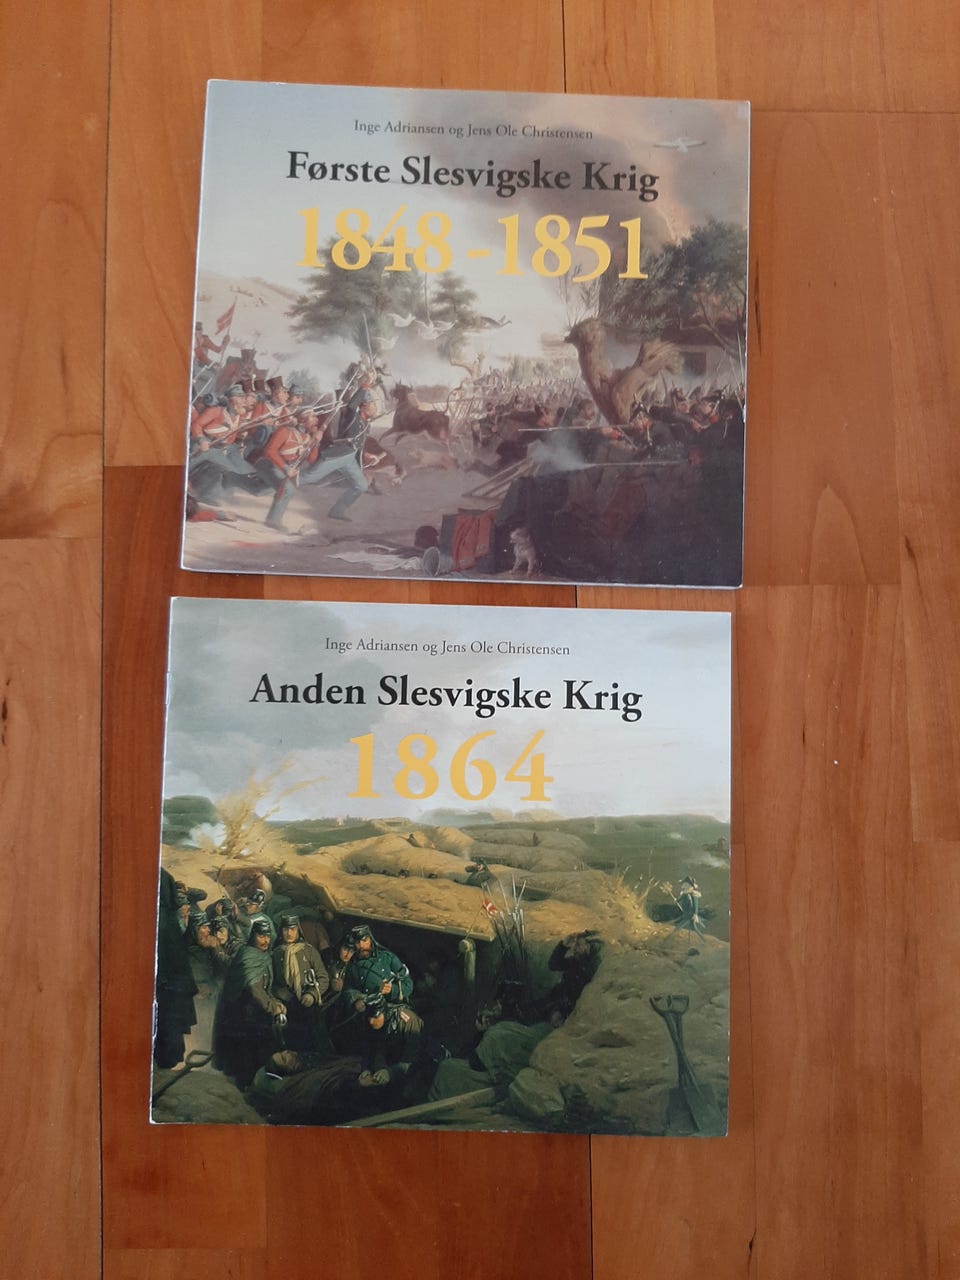 Inge Adriansen og Jens Ole Christensen
Første Slesvigske Krig
1848-1851
Inge Adriansen og Jens Ole Christensen
Anden Slesvigske Krig
1864